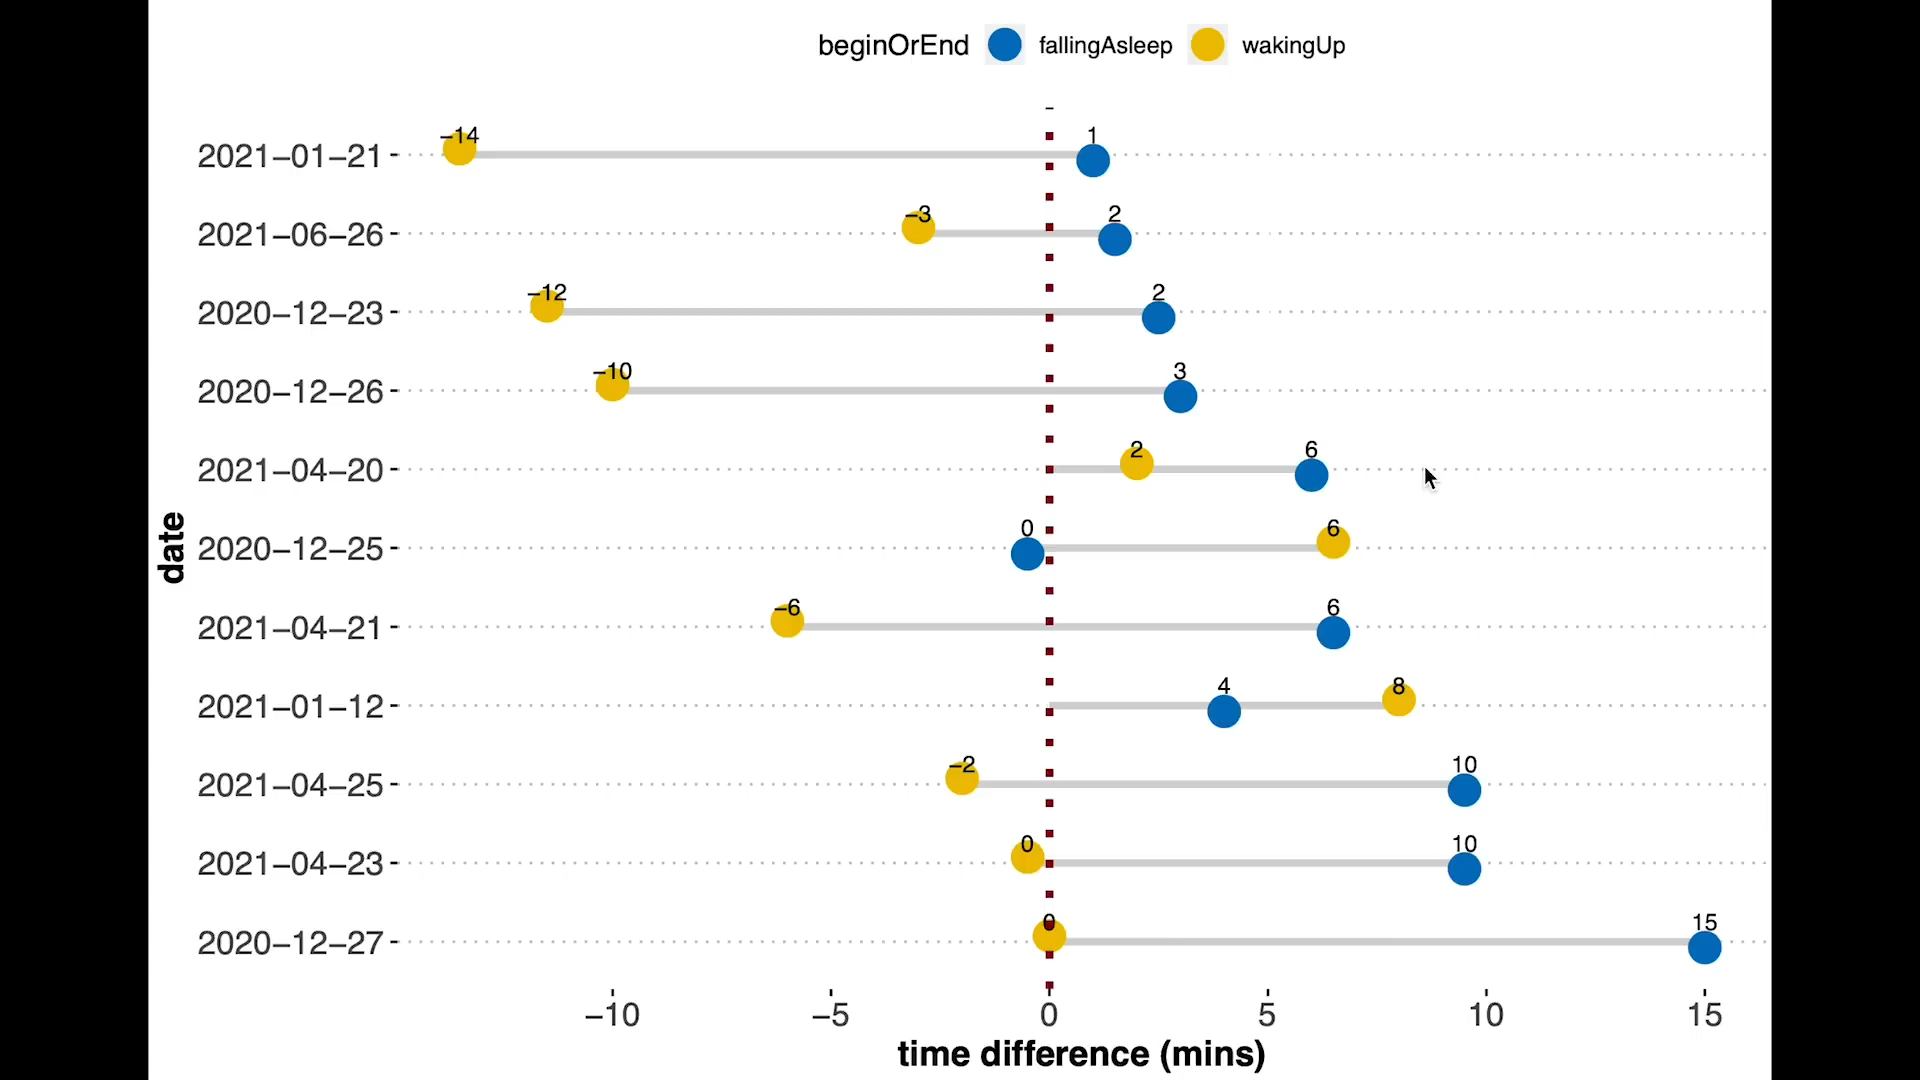 beginOrEnd fallingAsleep wakingUp
2021−01−21 −14 1
2021−06−26 −3 2
2020−12−23 −12 2
2020−12−26 −10 3
2021−04−20 2 6
2020−12−25 0 6
2021−04−21 −6 6
2021−01−12 4 8
2021−04−25 −2 10
2021−04−23 0 10
2020−12−27 0 15
date
−10 −5 0 5 10 15
time difference (mins)